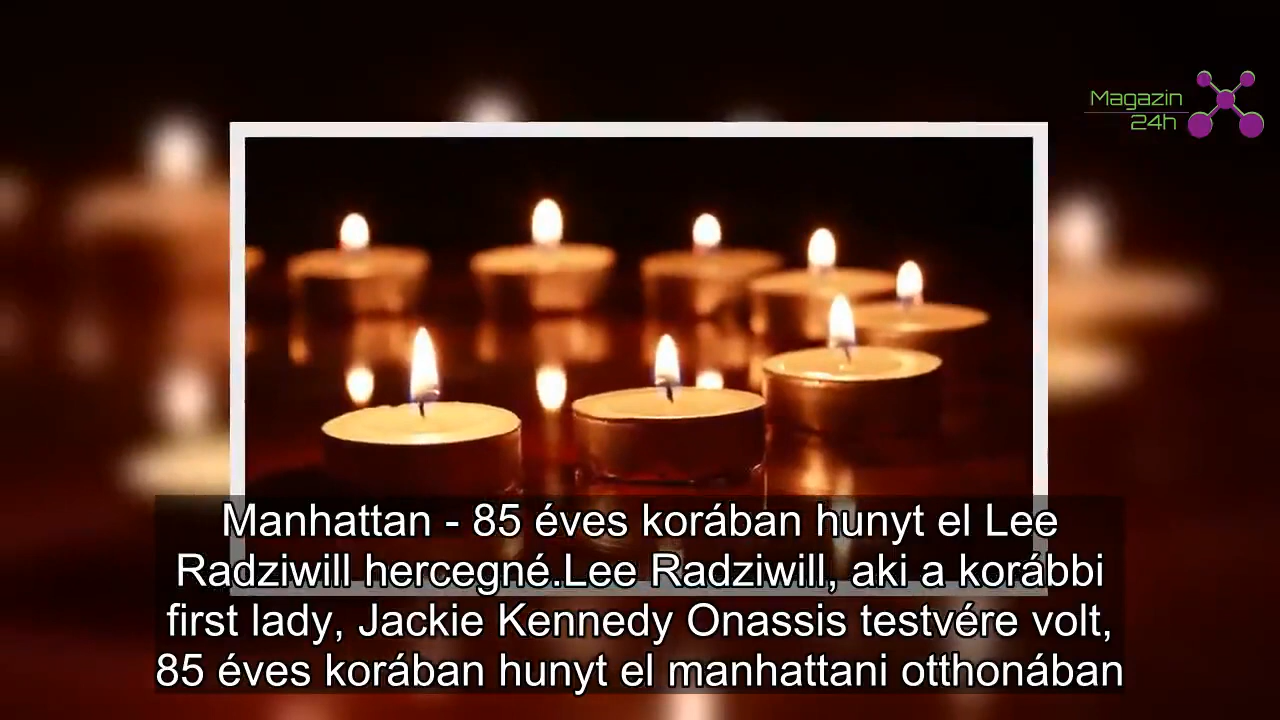 Magazin
24h
Manhattan - 85 éves korában hunyt el Lee
Radziwill hercegné.Lee Radziwill, aki a korábbi
first lady, Jackie Kennedy Onassis testvére volt,
85 éves korában hunyt el manhattani otthonában